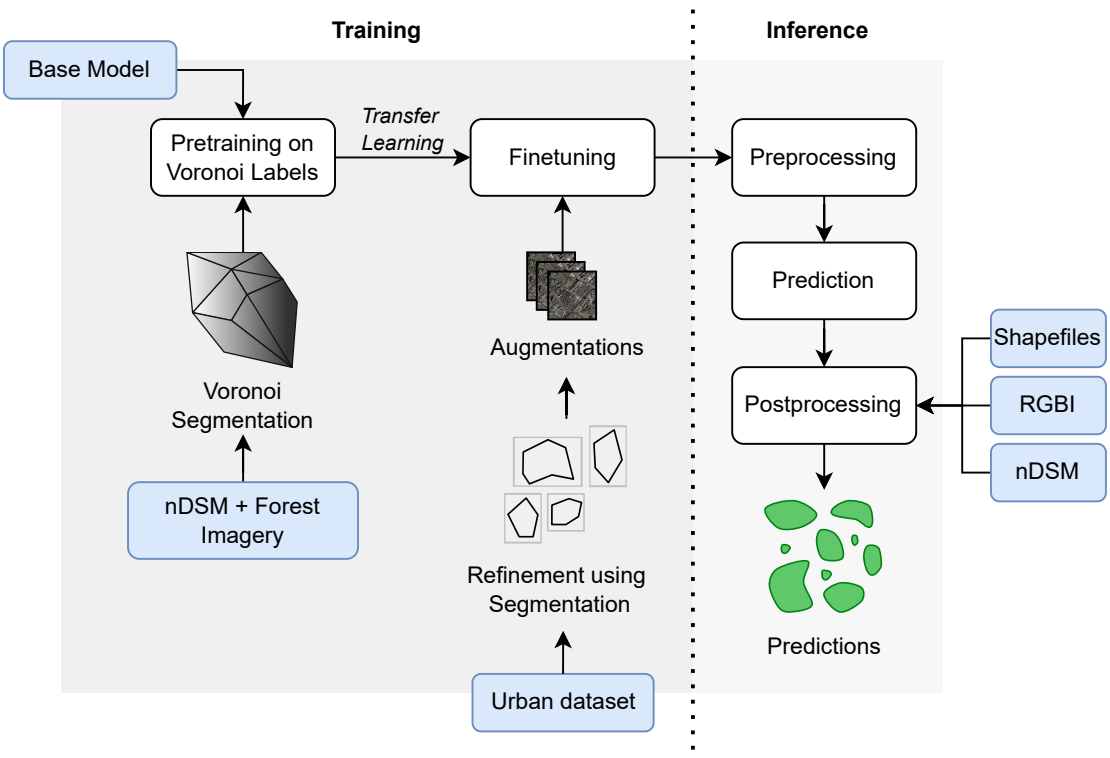 Training
Inference
Base Model
Pretraining on
Voronoi Labels
Transfer
Learning
Finetuning
Preprocessing
Prediction
Postprocessing
Shapefiles
RGBI
nDSM
Voronoi
Segmentation
nDSM + Forest
Imagery
Augmentations
Refinement using
Segmentation
Urban dataset
Predictions